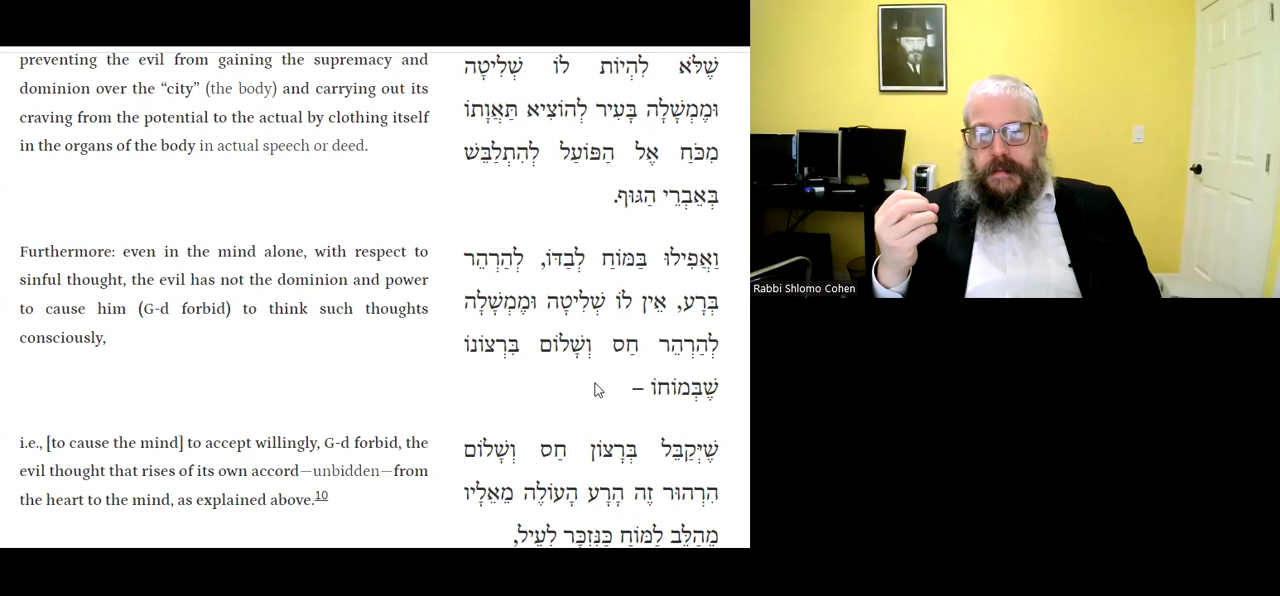 preventing the evil from gaining the supremacy and
dominion over the “city” (the body) and carrying out its
craving from the potential to the actual by clothing itself
in the organs of the body in actual speech or deed.
שֶׁלֹּא לִהְיוֹת לוֹ שְׁלִיטָה
וּמֶמְשָׁלָה בָּעִיר לְהוֹצִיא תַּאֲוָתוֹ
מִכֹּחַ אֶל הַפּוֹעַל לְהִתְלַבֵּשׁ
בְּאֵבְרֵי הַגּוּף.
Furthermore: even in the mind alone, with respect to
sinful thought, the evil has not the dominion and power
to cause him (G-d forbid) to think such thoughts
consciously,
וַאֲפִילוּ בַּמּוֹחַ לְבַדּוֹ, לְהַרְהֵר
בְּרָע, אֵין לוֹ שְׁלִיטָה וּמֶמְשָׁלָה
לְהַרְהֵר חַס וְשָׁלוֹם בִּרְצוֹנוֹ
שֶׁבְּמוֹחוֹ –
i.e., [to cause the mind] to accept willingly, G-d forbid, the
evil thought that rises of its own accord—unbidden—from
the heart to the mind, as explained above.10
שֶׁיְּקַבֵּל בְּרָצוֹן חַס וְשָׁלוֹם
הִרְהוּר זֶה הָרָע הָעוֹלֶה מֵאֵלָיו
מֵהַלֵּב לַמּוֹחַ כַּנִּזְכָּר לְעֵיל,
Rabbi Shlomo Cohen